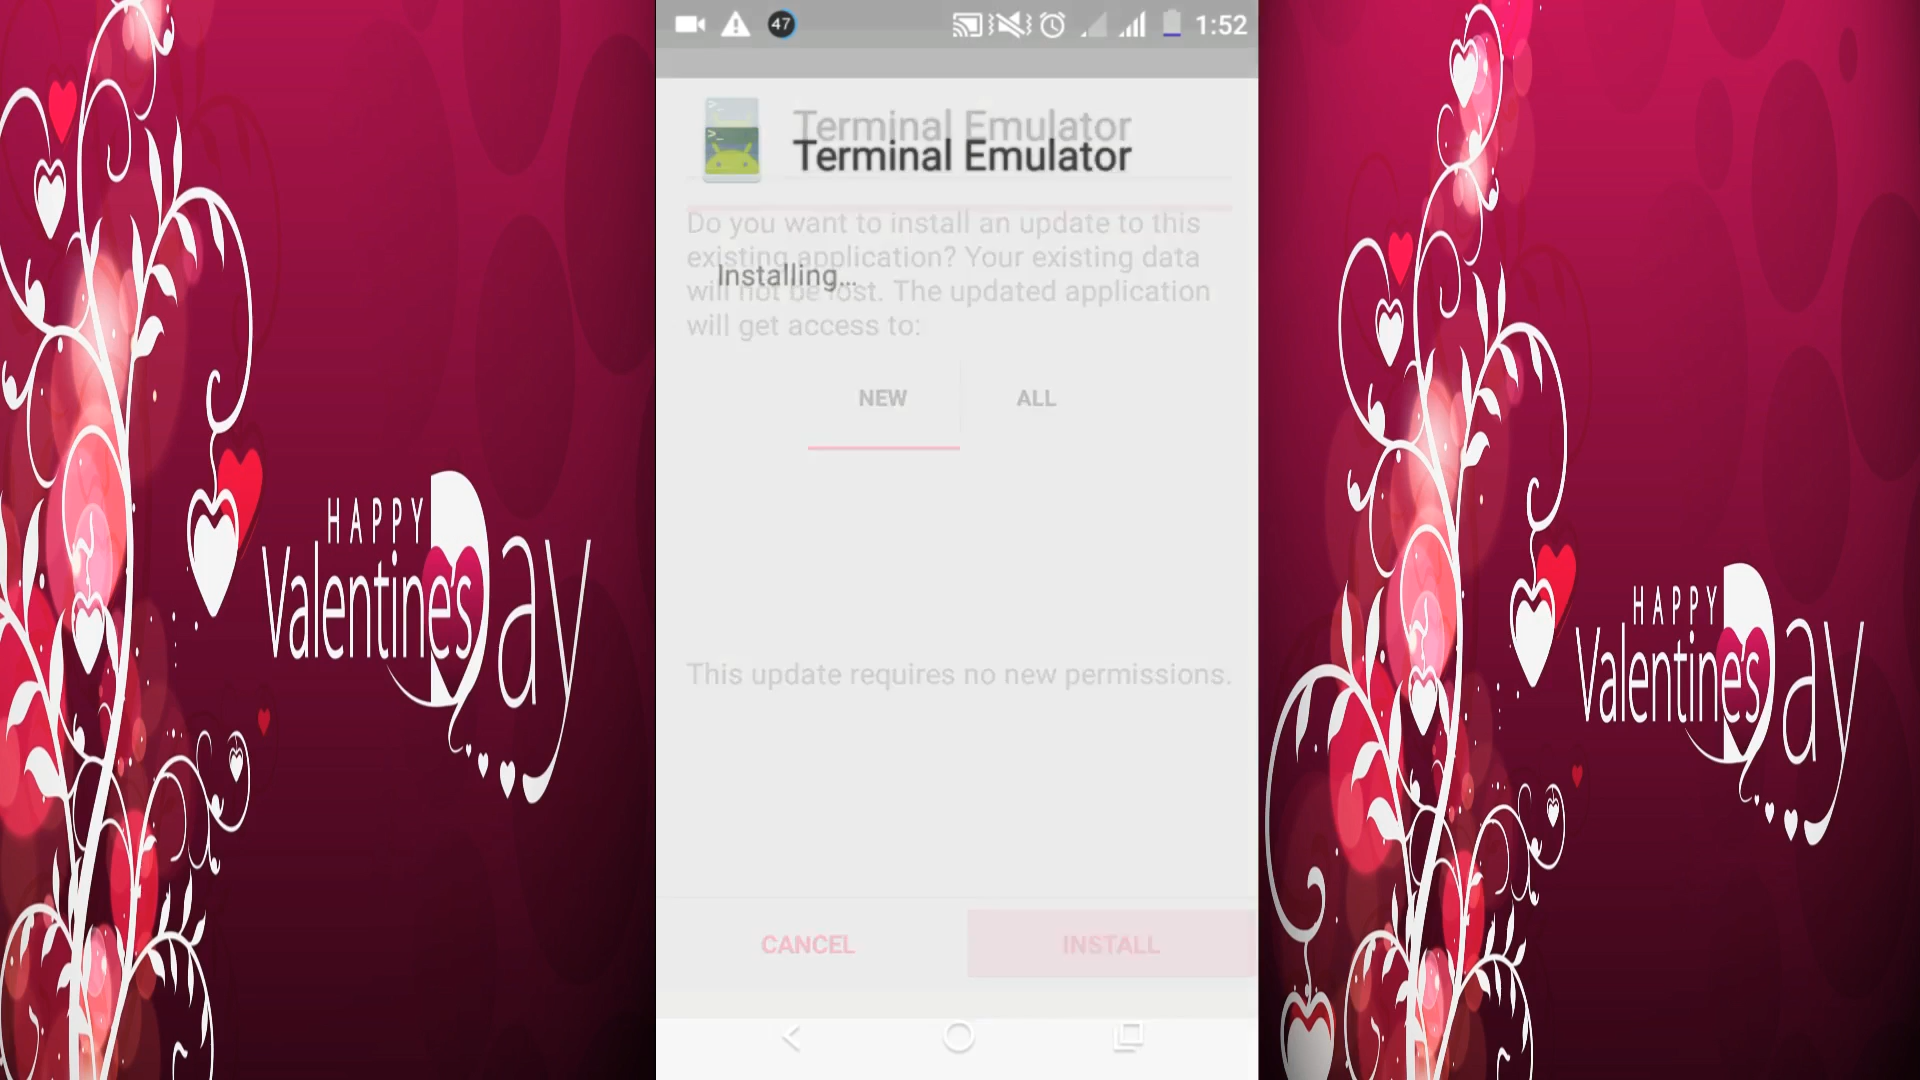 47
1:52
Terminal Emulator
Terminal Emulator
Do you want to install an update to this
existing application? Your existing data
will not be lost. The updated application
will get access to:
Installing...
NEW
ALL
This update requires no new permissions.
CANCEL
INSTALL
HAPPY
Valentine's Day
HAPPY
Valentine's Day